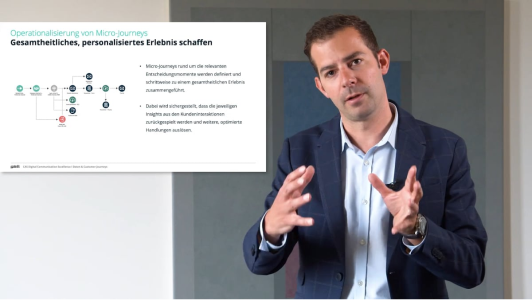 Operationalisierung von Micro-Journeys
Gesamtheitliches, personalisiertes Erlebnis schaffen
• Micro-Journeys rund um die relevanten
Entscheidungsmomente werden definiert und
schrittweise zu einem gesamtheitlichen Erlebnis
zusammengeführt.
• Dabei wird sichergestellt, dass die jeweiligen
Insights aus den Kundeninteraktionen
zurückgespielt werden und weitere, optimierte
Handlungen auslösen.